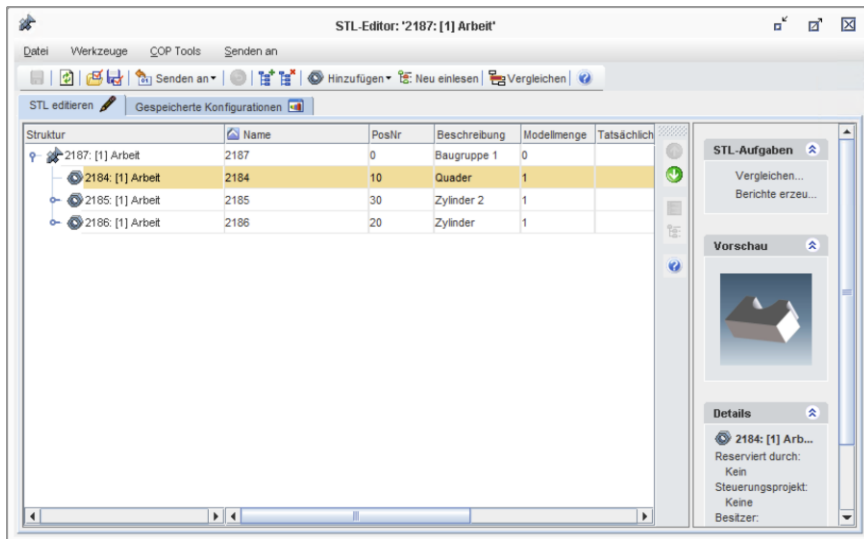 STL-Editor: '2187: [1] Arbeit'
Datei Werkzeuge COP Tools Senden an
Senden an Hinzufügen Neu einlesen Vergleichen
STL editieren Gespeicherte Konfigurationen
Struktur Name PosNr Beschreibung Modellmenge Tatsächlich
2187: [1] Arbeit 2187 0 Baugruppe 1 0
2184: [1] Arbeit 2184 10 Quader 1
2185: [1] Arbeit 2185 30 Zylinder 2 1
2186: [1] Arbeit 2186 20 Zylinder 1
STL-Aufgaben
Vergleichen...
Berichte erzeu...
Vorschau
Details
2184: [1] Arb...
Reserviert durch:
Kein
Steuerungsprojekt:
Keine
Besitzer: